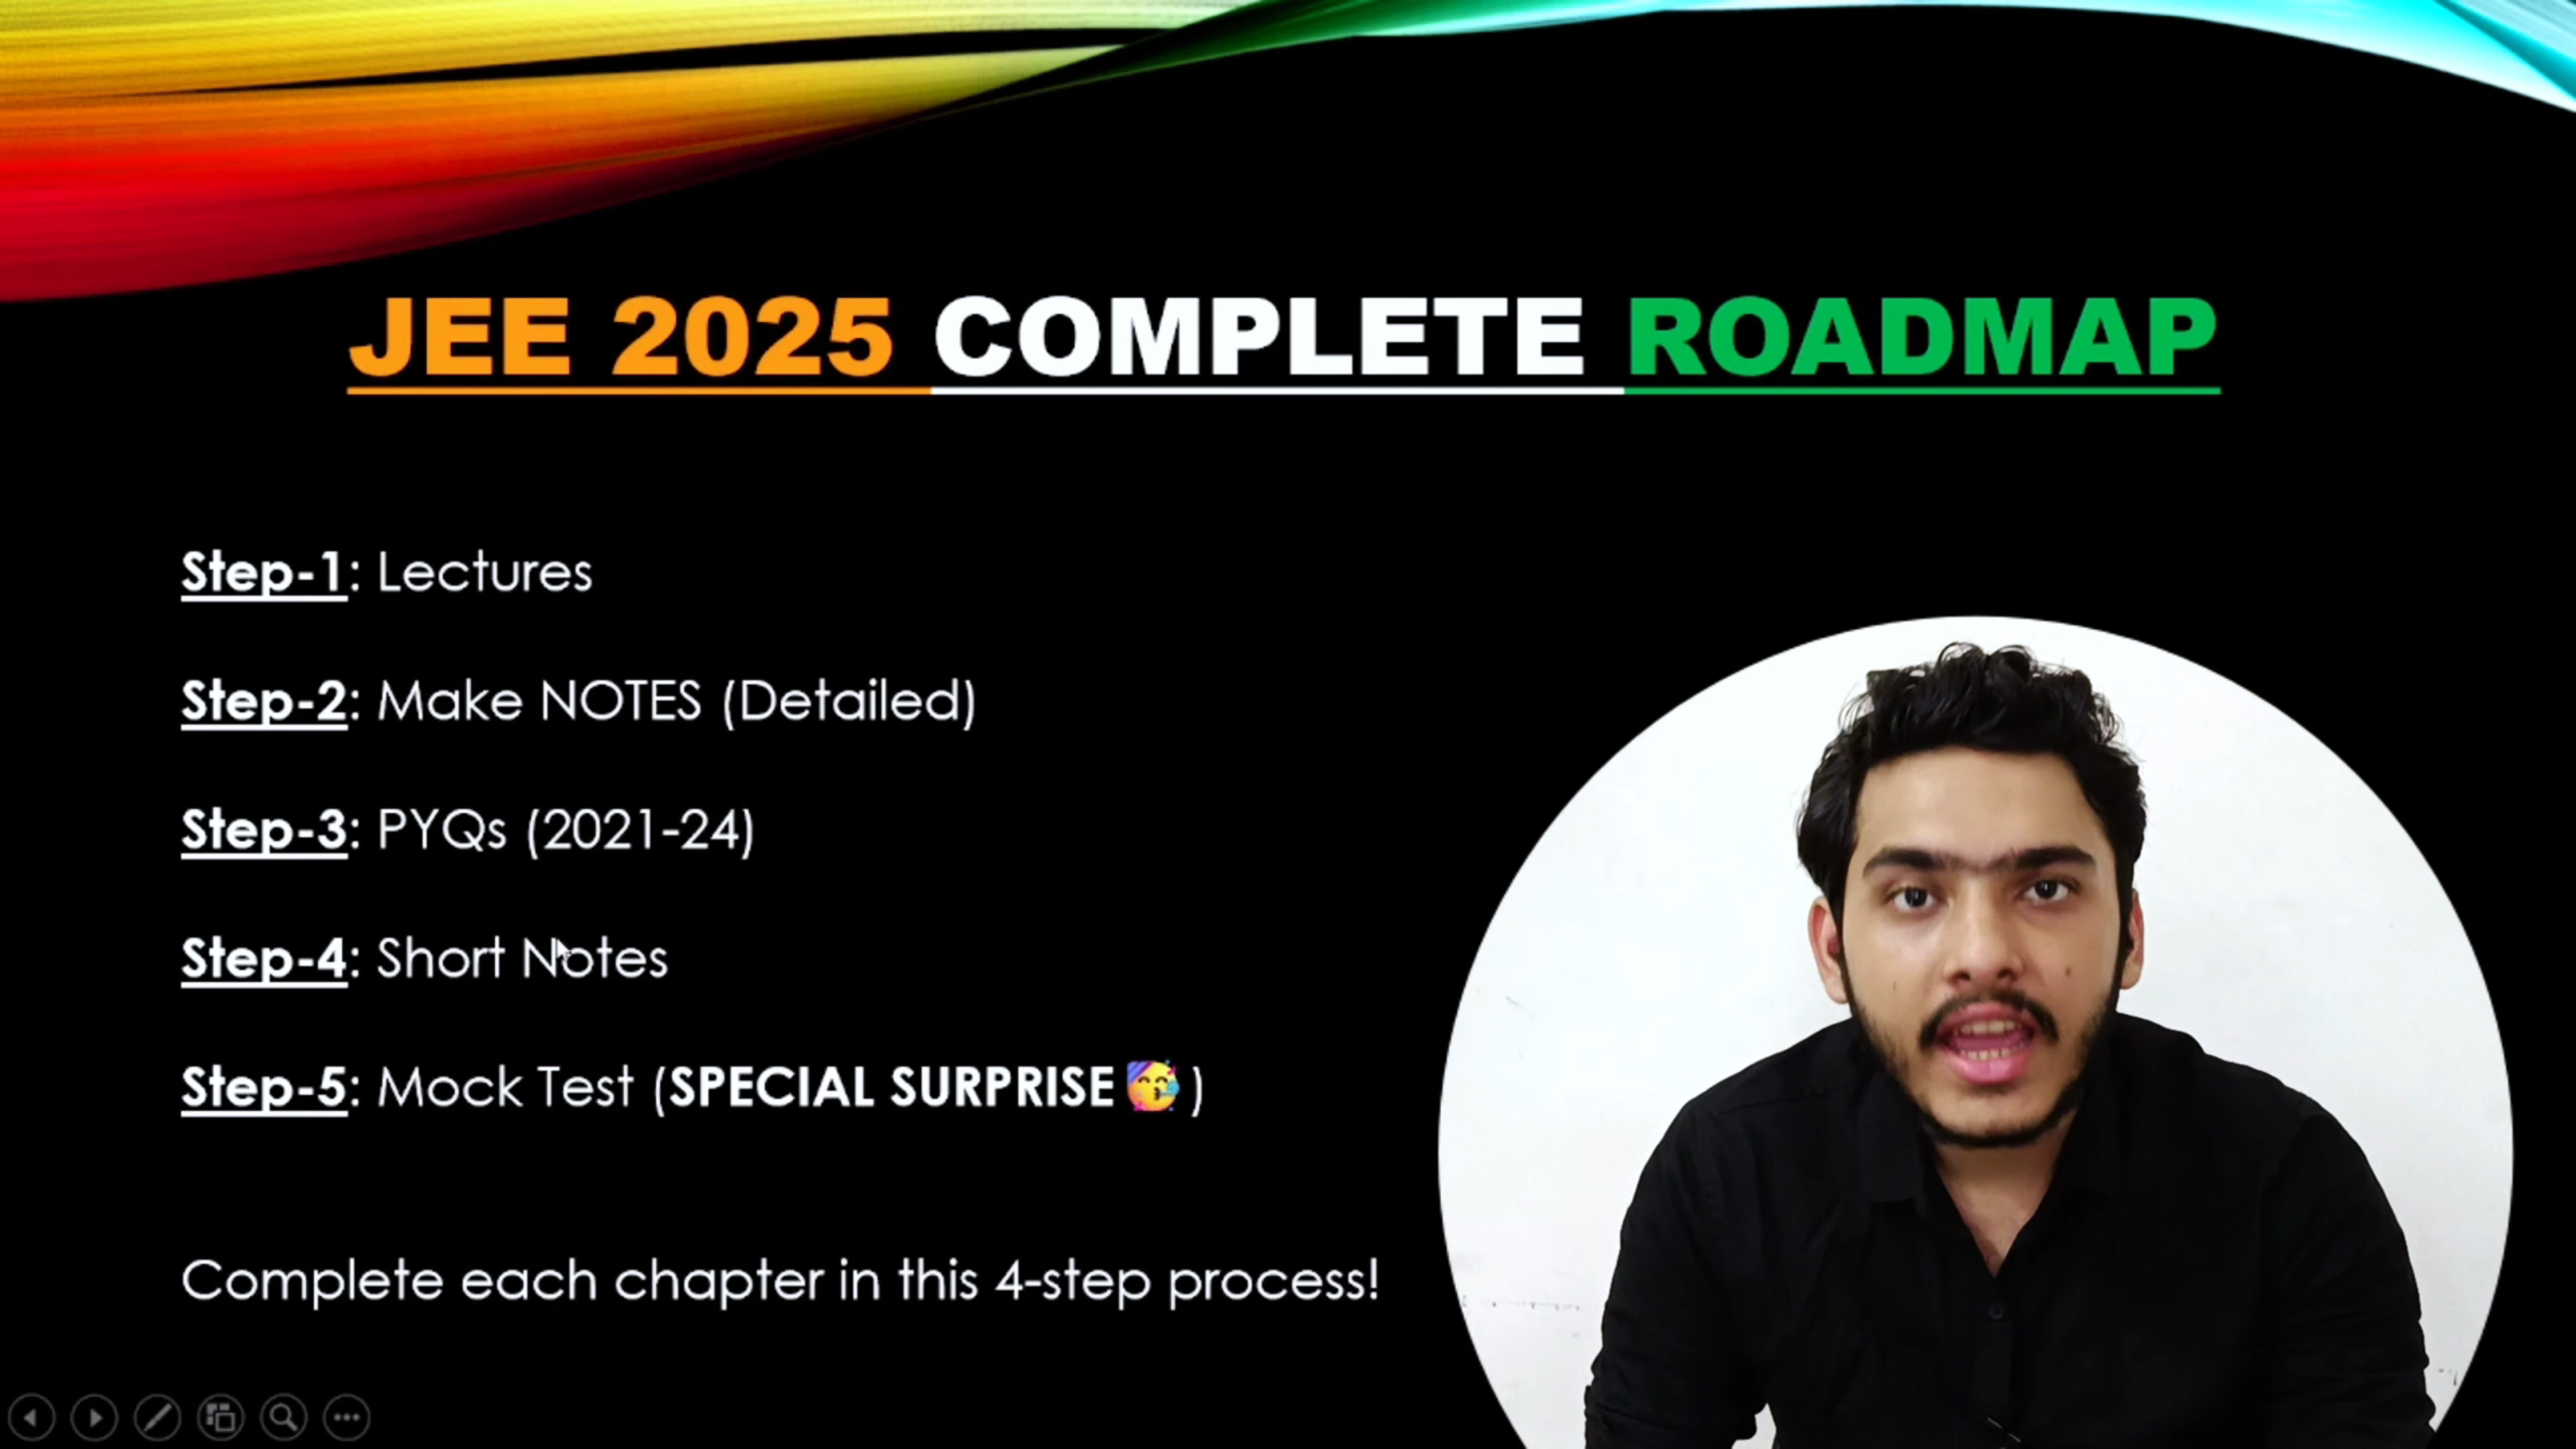 JEE 2025 COMPLETE ROADMAP
Step-1: Lectures
Step-2: Make NOTES (Detailed)
Step-3: PYQs (2021-24)
Step-4: Short Notes
Step-5: Mock Test (SPECIAL SURPRISE 🥳 )
Complete each chapter in this 4-step process!